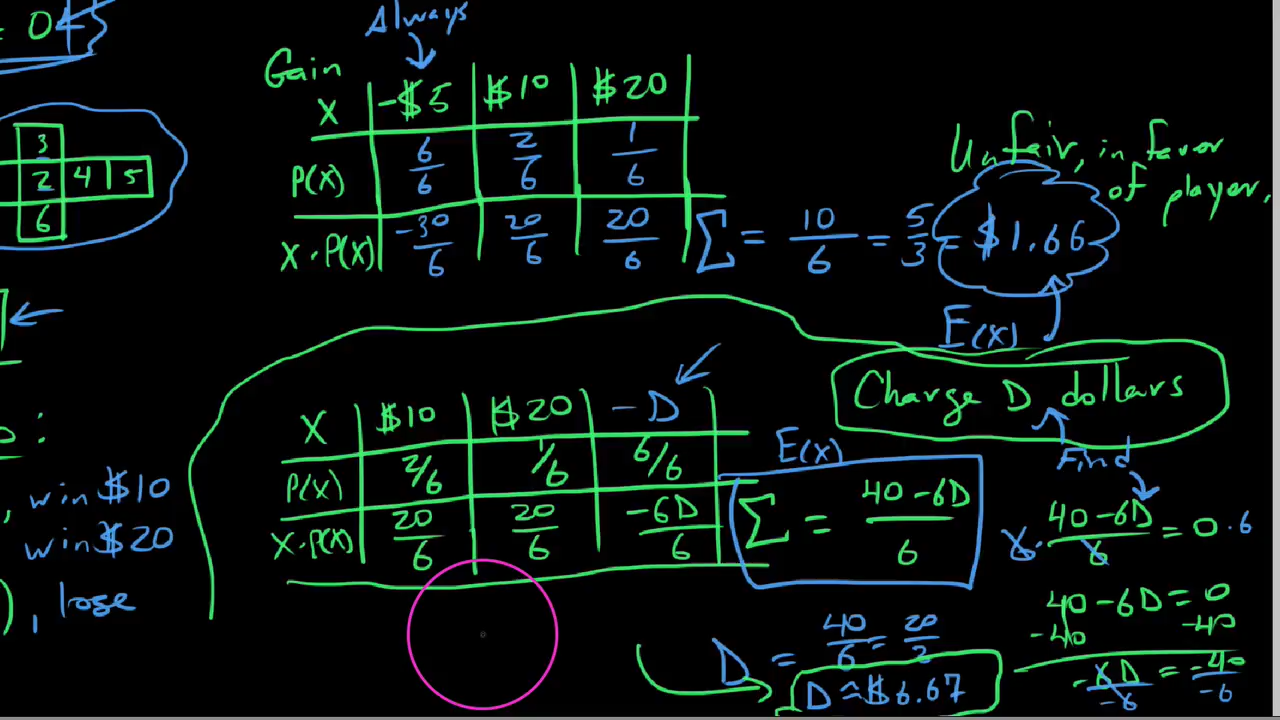 = 0
Always
Gain
X -$5 $10 $20
P(X) 6/6 2/6 1/6
X·P(X) -30/6 20/6 20/6 Σ = 10/6 = 5/3 = $1.66
Unfair, in favor
of player.
E(X)
3
2 4 5
6
Charge D dollars
Find
:
win $10
win $20
, lose
X $10 $20 -D
P(X) 2/6 1/6 6/6
X·P(X) 20/6 20/6 -6D/6
E(X)
Σ = 40-6D/6
6· 40-6D/6 = 0·6
40-6D = 0
-40 -40
-6D/-6 = -40/-6
D = 40/6 = 20/3
D ≈ $6.67